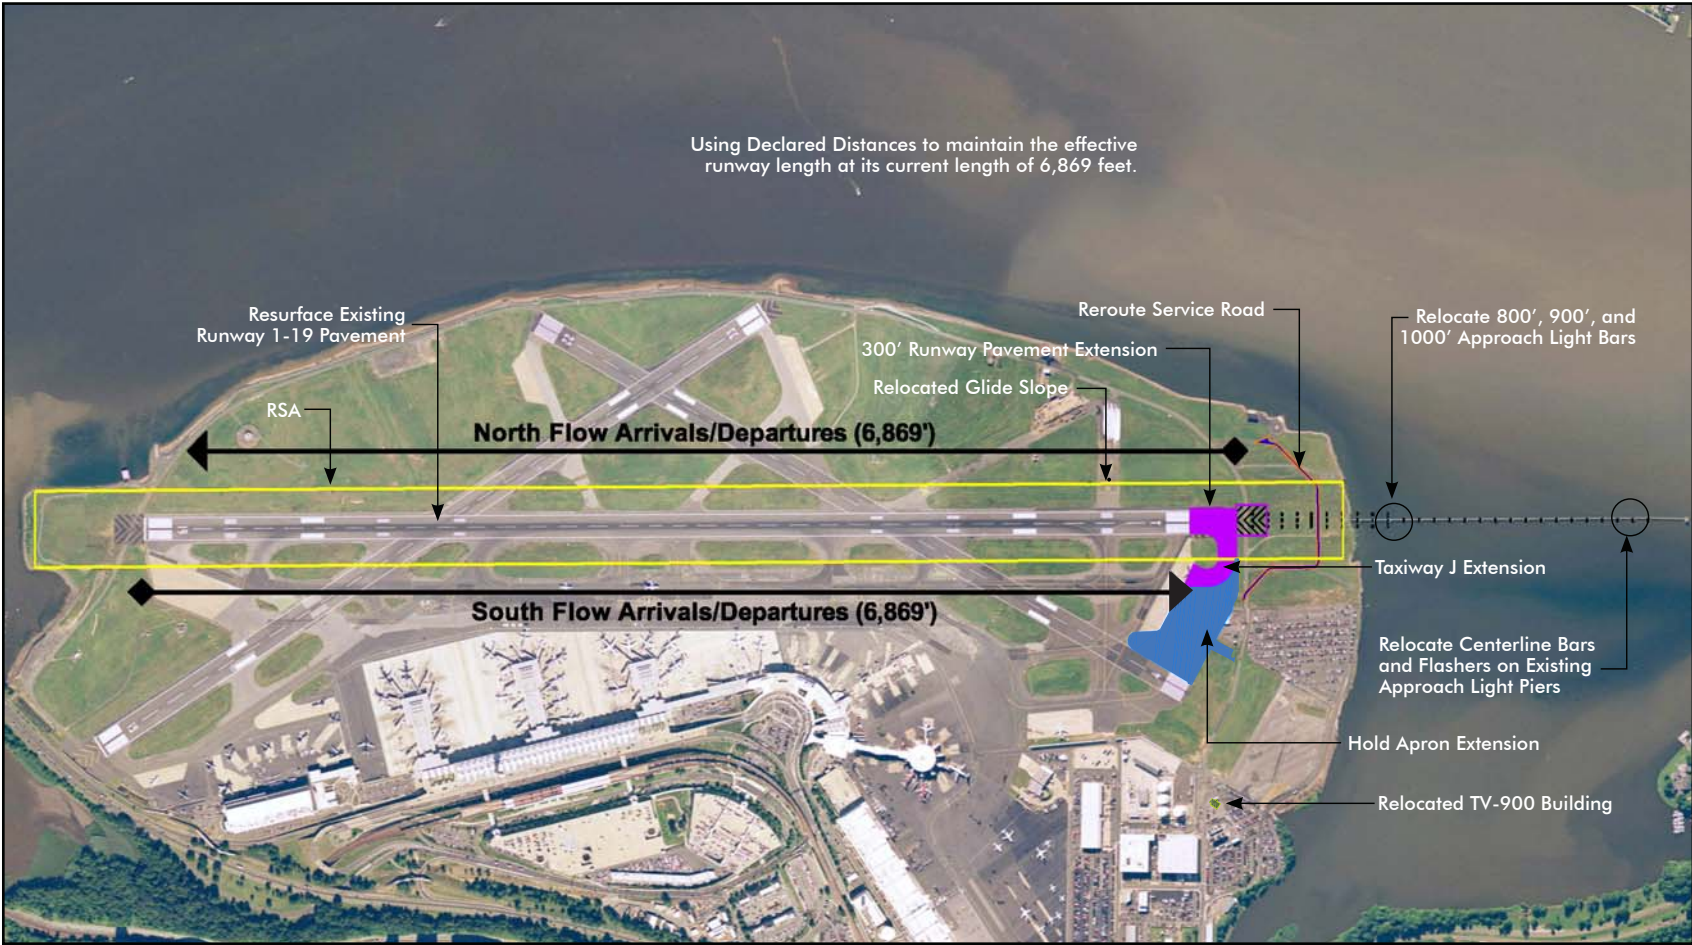 Using Declared Distances to maintain the effective
runway length at its current length of 6,869 feet.
Resurface Existing
Runway 1-19 Pavement
Reroute Service Road
Relocate 800’, 900’, and
1000’ Approach Light Bars
300’ Runway Pavement Extension
Relocated Glide Slope
RSA
North Flow Arrivals/Departures (6,869')
Taxiway J Extension
South Flow Arrivals/Departures (6,869')
Relocate Centerline Bars
and Flashers on Existing
Approach Light Piers
Hold Apron Extension
Relocated TV-900 Building